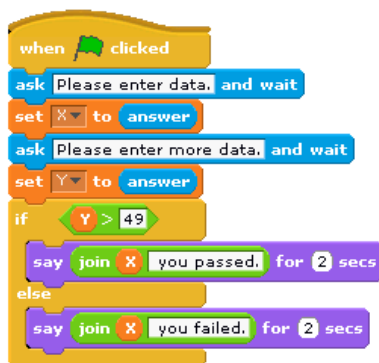 when clicked
ask Please enter data. and wait
set X to answer
ask Please enter more data. and wait
set Y to answer
if Y > 49
say join X you passed. for 2 secs
else
say join X you failed. for 2 secs